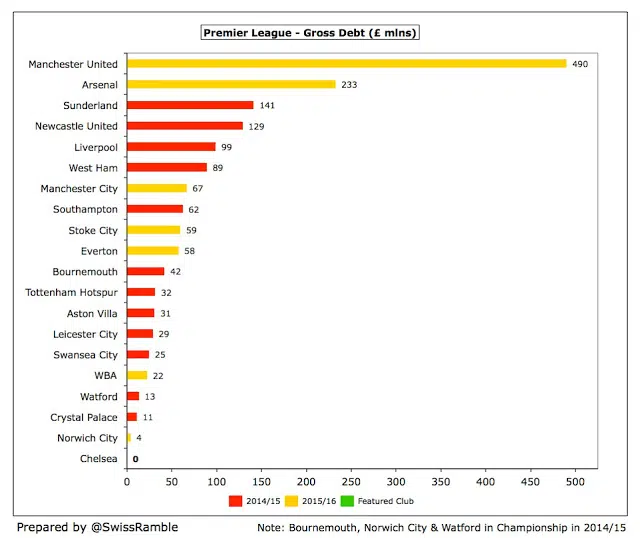 Premier League - Gross Debt (£ mlns)
Manchester United 490
Arsenal 233
Sunderland 141
Newcastle United 129
Liverpool 99
West Ham 89
Manchester City 67
Southampton 62
Stoke City 59
Everton 58
Bournemouth 42
Tottenham Hotspur 32
Aston Villa 31
Leicester City 29
Swansea City 25
WBA 22
Watford 13
Crystal Palace 11
Norwich City 4
Chelsea 0
0 50 100 150 200 250 300 350 400 450 500
2014/15 2015/16 Featured Club
Prepared by @SwissRamble Note: Bournemouth, Norwich City & Watford in Championship in 2014/15